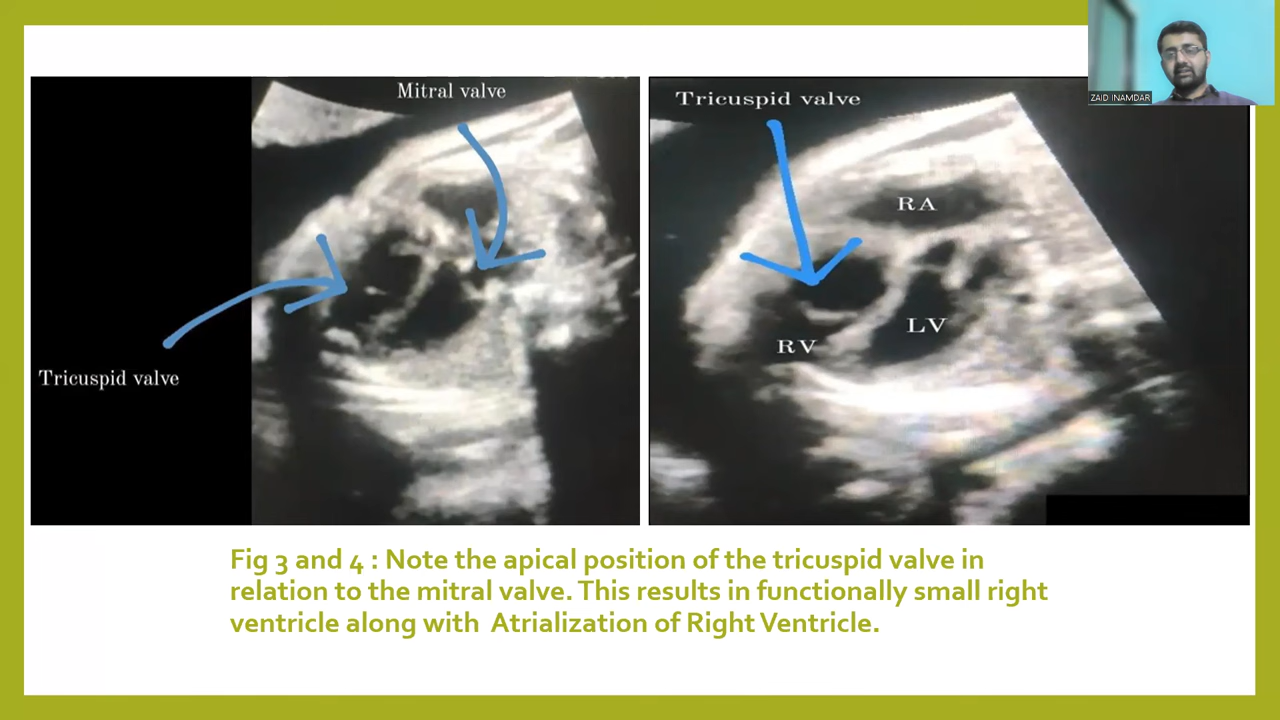 ZAID INAMDAR
Mitral valve
Tricuspid valve
Tricuspid valve
RA
LV
RV
Fig 3 and 4 : Note the apical position of the tricuspid valve in
relation to the mitral valve. This results in functionally small right
ventricle along with Atrialization of Right Ventricle.